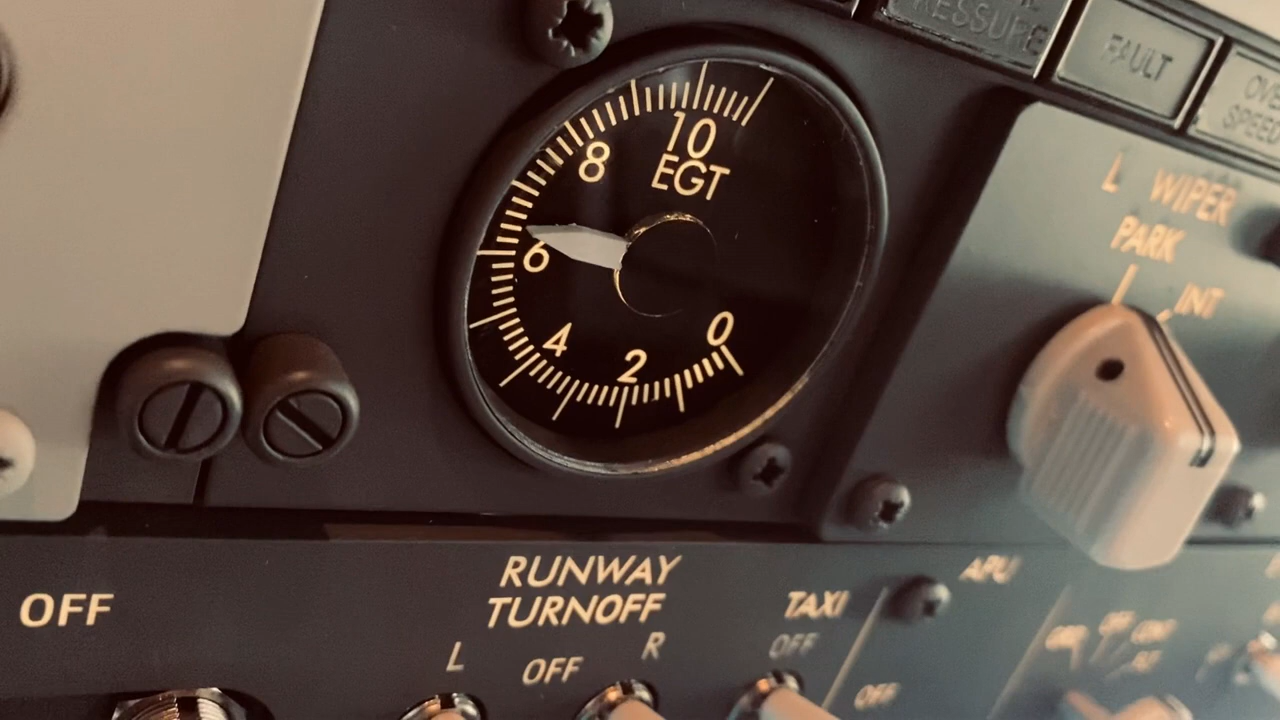 PRESSURE
FAULT
OVER
SPEED
10
EGT
8
6
4
2
0
L WIPER
PARK
INT
RUNWAY
TURNOFF
L
R
OFF
OFF
TAXI
OFF
APU
OFF